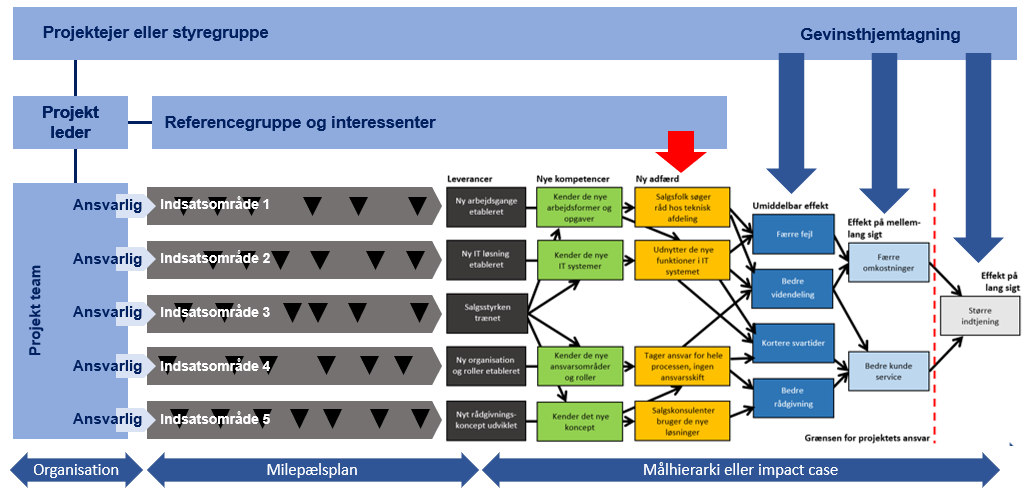 Projektejer eller styregruppe
Gevinsthjemtagning
Projekt
leder
Referencegruppe og interessenter
Projekt team
Ansvarlig
Indsatsområde 1
Ansvarlig
Indsatsområde 2
Ansvarlig
Indsatsområde 3
Ansvarlig
Indsatsområde 4
Ansvarlig
Indsatsområde 5
Leverancer
Ny arbejdsgange
etableret
Ny IT løsning
etableret
Salgsstyrken
trænet
Ny organisation
og roller etableret
Nyt rådgivnings-
koncept udviklet
Nye kompetencer
Kender de nye
arbejdsformer og
opgaver
Kender de nye
IT systemer
Kender de nye
ansvarsområder
og roller
Kender det nye
koncept
Ny adfærd
Salgsfolk søger
råd hos teknisk
afdeling
Udnytter de nye
funktioner i IT
systemet
Tager ansvar for hele
processen, ingen
ansvarsskift
Salgskonsulenter
bruger de nye
løsninger
Umiddelbar effekt
Færre fejl
Bedre
videndeling
Kortere svartider
Bedre
rådgivning
Effekt på mellem-
lang sigt
Færre
omkostninger
Bedre kunde
service
Effekt på
lang sigt
Større
indtjening
Grænsen for projektets ansvar
Organisation
Milepælsplan
Målhierarki eller impact case